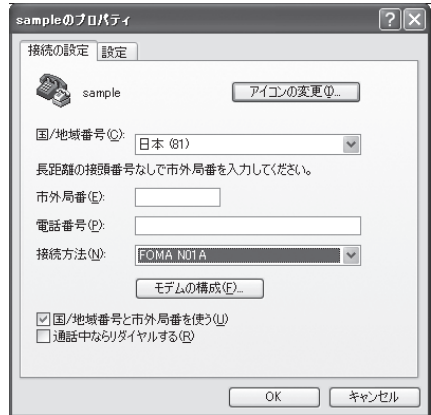 sampleのプロパティ
接続の設定 設定
sample
アイコンの変更(I)...
国/地域番号(C):
日本 (81)
長距離の接頭番号なしで市外局番を入力してください。
市外局番(E):
電話番号(P):
接続方法(N):
FOMA N01A
モデムの構成(F)...
国/地域番号と市外局番を使う(U)
通話中ならリダイヤルする(R)
OK キャンセル